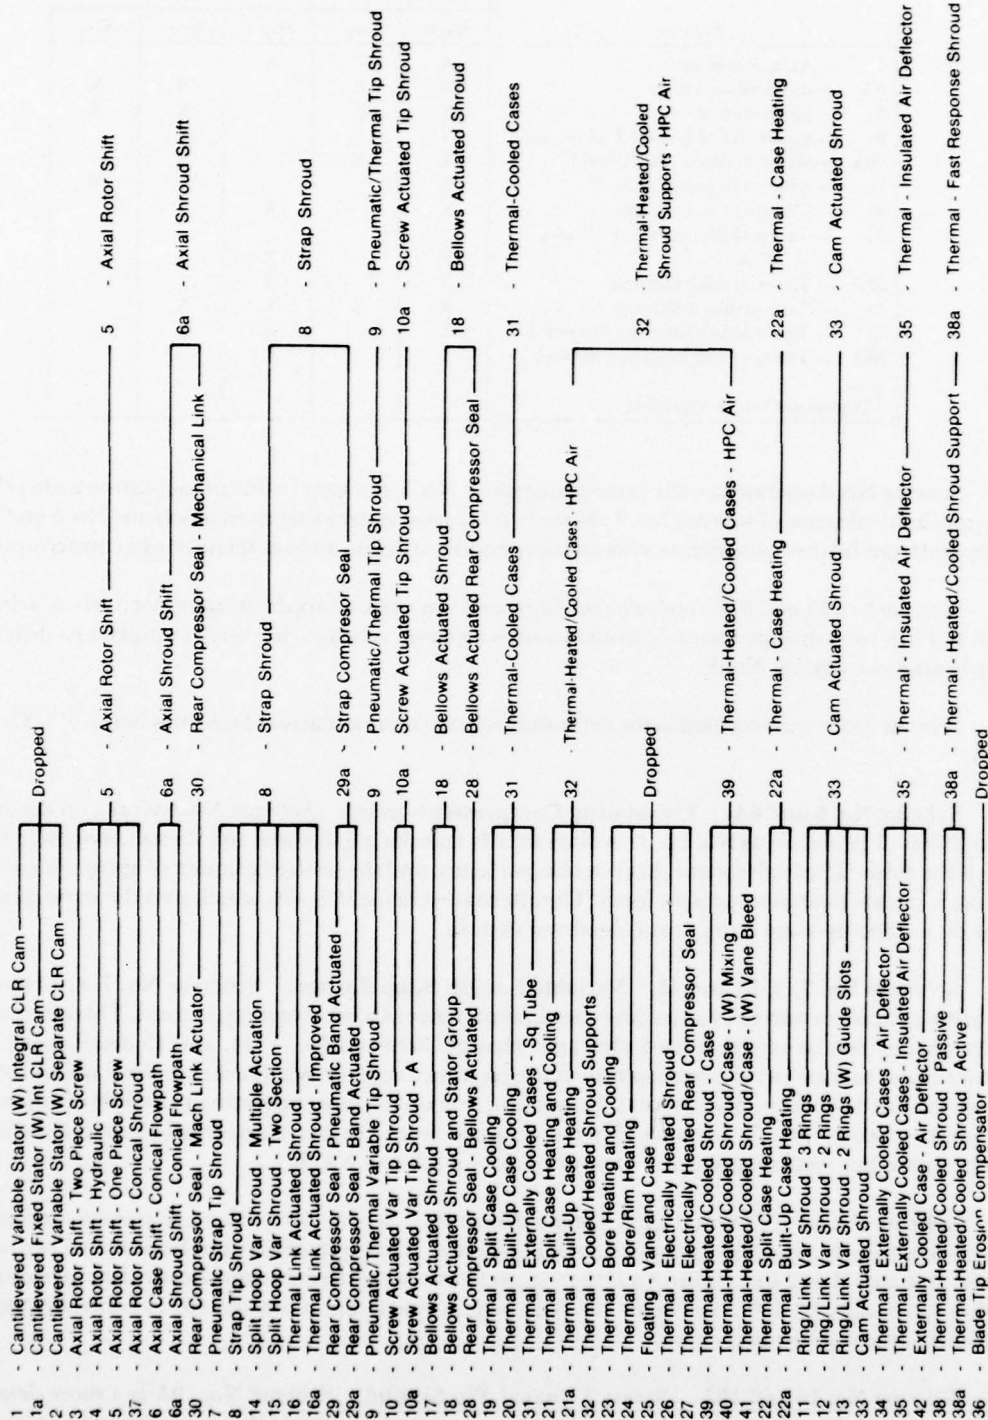 1 - Cantilevered Variable Stator (W) Integral CLR Cam
1a - Cantilevered Fixed Stator (W) Int CLR Cam
2 - Cantilevered Variable Stator (W) Separate CLR Cam
3 - Axial Rotor Shift - Two Piece Screw
4 - Axial Rotor Shift - Hydraulic
5 - Axial Rotor Shift - One Piece Screw
37 - Axial Rotor Shift - Conical Shroud
6 - Axial Case Shift - Conical Flowpath
6a - Axial Shroud Shift - Conical Flowpath
30 - Rear Compressor Seal - Mach Link Actuator
7 - Pneumatic Strap Tip Shroud
8 - Strap Tip Shroud
14 - Split Hoop Var Shroud - Multiple Actuation
15 - Split Hoop Var Shroud - Two Section
16 - Thermal Link Actuated Shroud
16a - Thermal Link Actuated Shroud - Improved
29 - Rear Compressor Seal - Pneumatic Band Actuated
29a - Rear Compressor Seal - Band Actuated
9 - Pneumatic/Thermal Variable Tip Shroud
10 - Screw Actuated Var Tip Shroud
10a - Screw Actuated Var Tip Shroud - A
17 - Bellows Actuated Shroud
18 - Bellows Actuated Shroud and Stator Group
28 - Rear Compressor Seal - Bellows Actuated
19 - Thermal - Split Case Cooling
20 - Thermal - Built-Up Case Cooling
31 - Thermal - Externally Cooled Cases - Sq Tube
21 - Thermal - Split Case Heating and Cooling
21a - Thermal - Built-Up Case Heating
32 - Thermal - Cooled/Heated Shroud Supports
23 - Thermal - Bore Heating and Cooling
24 - Thermal - Bore/Rim Heating
25 - Floating - Vane and Case
26 - Thermal - Electrically Heated Shroud
27 - Thermal - Electrically Heated Rear Compressor Seal
39 - Thermal-Heated/Cooled Shroud - Case
40 - Thermal-Heated/Cooled Shroud/Case - (W) Mixing
41 - Thermal-Heated/Cooled Shroud/Case - (W) Vane Bleed
22 - Thermal - Split Case Heating
22a - Thermal - Built-Up Case Heating
11 - Ring/Link Var Shroud - 3 Rings
12 - Ring/Link Var Shroud - 2 Rings
13 - Ring/Link Var Shroud - 2 Rings (W) Guide Slots
33 - Cam Actuated Shroud
34 - Thermal - Externally Cooled Cases - Air Deflector
35 - Thermal - Externally Cooled Cases - Insulated Air Deflector
42 - Externally Cooled Case - Air Deflector
38 - Thermal-Heated/Cooled Shroud - Passive
38a - Thermal-Heated/Cooled Shroud - Active
36 - Blade Tip Erosion Compensator
Dropped
5 - Axial Rotor Shift
6a - Axial Shroud Shift
30 - Rear Compressor Seal - Mechanical Link
8 - Strap Shroud
29a - Strap Compressor Seal
9 - Pneumatic/Thermal Tip Shroud
10a - Screw Actuated Tip Shroud
18 - Bellows Actuated Shroud
28 - Bellows Actuated Rear Compressor Seal
31 - Thermal-Cooled Cases
32 - Thermal-Heated/Cooled Cases - HPC Air
Dropped
39 - Thermal-Heated/Cooled Cases - HPC Air
22a - Thermal - Case Heating
33 - Cam Actuated Shroud
35 - Thermal - Insulated Air Deflector
38a - Thermal-Heated/Cooled Shroud Support
Dropped
5 - Axial Rotor Shift
6a - Axial Shroud Shift
8 - Strap Shroud
9 - Pneumatic/Thermal Tip Shroud
10a - Screw Actuated Tip Shroud
18 - Bellows Actuated Shroud
31 - Thermal-Cooled Cases
32 Thermal-Heated/Cooled
Shroud Supports - HPC Air
22a - Thermal - Case Heating
33 - Cam Actuated Shroud
35 - Thermal - Insulated Air Deflector
38a - Thermal - Fast Response Shroud